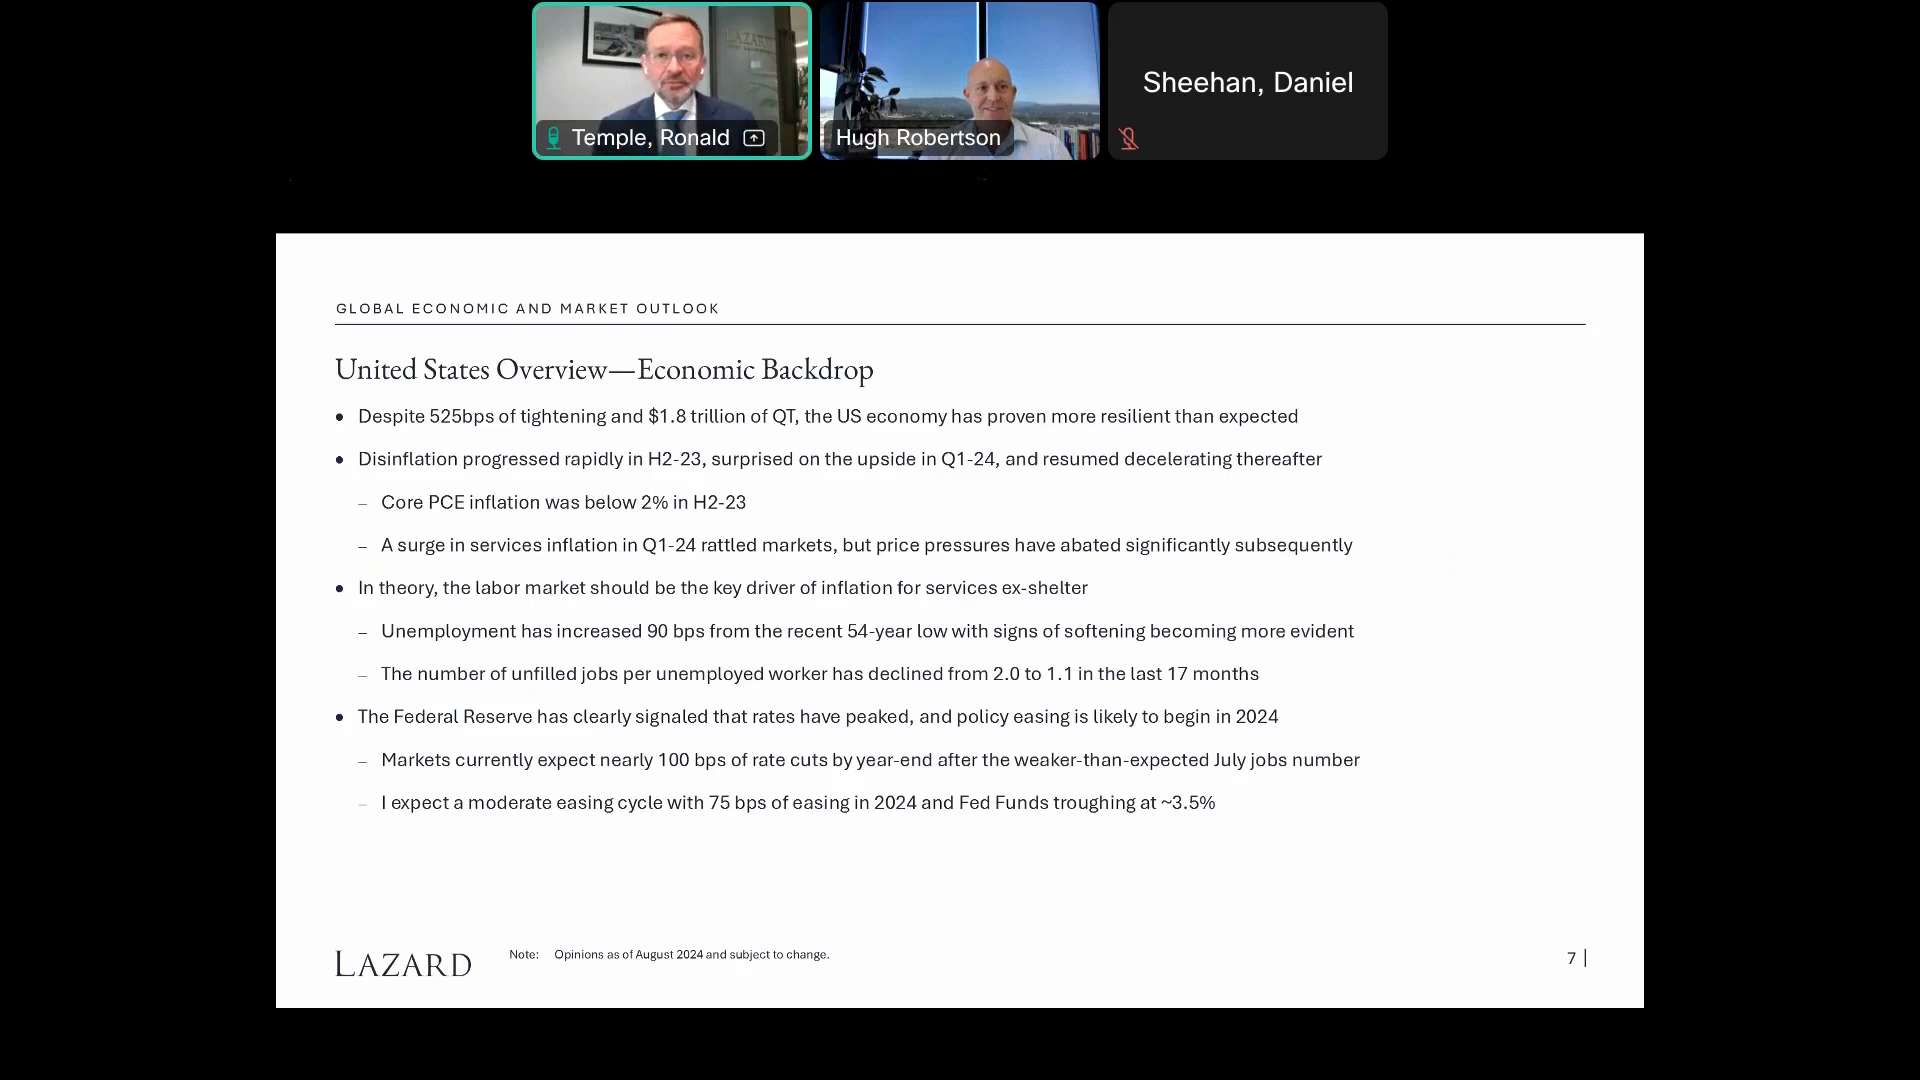 LAZARD
Temple, Ronald
Hugh Robertson
Sheehan, Daniel
GLOBAL ECONOMIC AND MARKET OUTLOOK
United States Overview—Economic Backdrop
• Despite 525bps of tightening and $1.8 trillion of QT, the US economy has proven more resilient than expected
• Disinflation progressed rapidly in H2-23, surprised on the upside in Q1-24, and resumed decelerating thereafter
– Core PCE inflation was below 2% in H2-23
– A surge in services inflation in Q1-24 rattled markets, but price pressures have abated significantly subsequently
• In theory, the labor market should be the key driver of inflation for services ex-shelter
– Unemployment has increased 90 bps from the recent 54-year low with signs of softening becoming more evident
– The number of unfilled jobs per unemployed worker has declined from 2.0 to 1.1 in the last 17 months
• The Federal Reserve has clearly signaled that rates have peaked, and policy easing is likely to begin in 2024
– Markets currently expect nearly 100 bps of rate cuts by year-end after the weaker-than-expected July jobs number
– I expect a moderate easing cycle with 75 bps of easing in 2024 and Fed Funds troughing at ~3.5%
LAZARD
Note: Opinions as of August 2024 and subject to change.
7 |